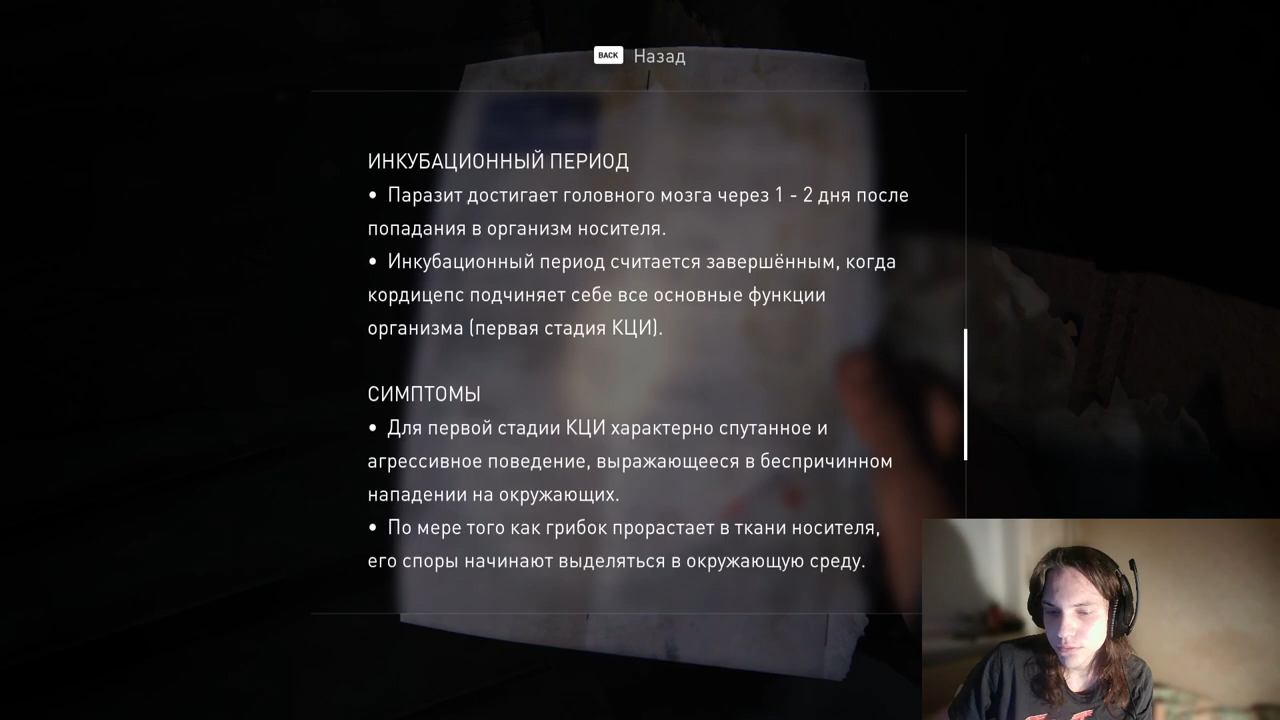 BACK Назад
ИНКУБАЦИОННЫЙ ПЕРИОД
• Паразит достигает головного мозга через 1 - 2 дня после
попадания в организм носителя.
• Инкубационный период считается завершённым, когда
кордицепс подчиняет себе все основные функции
организма (первая стадия КЦИ).
СИМПТОМЫ
• Для первой стадии КЦИ характерно спутанное и
агрессивное поведение, выражающееся в беспричинном
нападении на окружающих.
• По мере того как грибок прорастает в ткани носителя,
его споры начинают выделяться в окружающую среду.